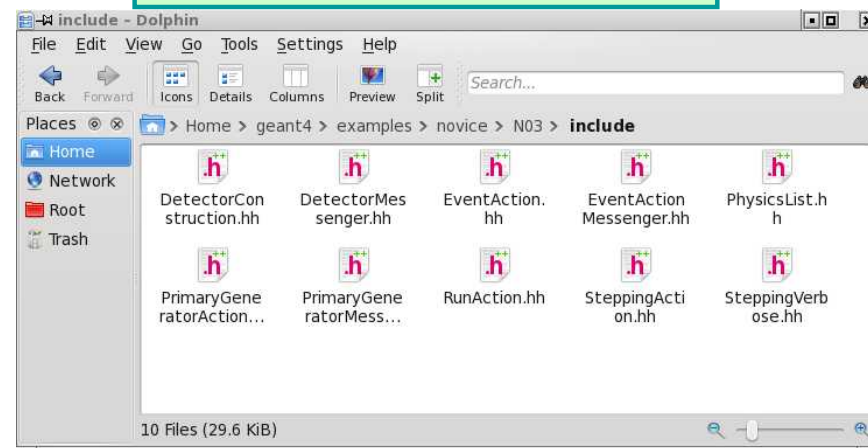 include – Dolphin
File Edit View Go Tools Settings Help
Back Forward Icons Details Columns Preview Split Search...
Places > Home > geant4 > examples > novice > N03 > include
Home
Network
Root
Trash
DetectorCon
struction.hh
DetectorMes
senger.hh
EventAction.
hh
EventAction
Messenger.hh
PhysicsList.h
h
PrimaryGene
ratorAction...
PrimaryGene
ratorMess...
RunAction.hh
SteppingActi
on.hh
SteppingVerb
ose.hh
10 Files (29.6 KiB)